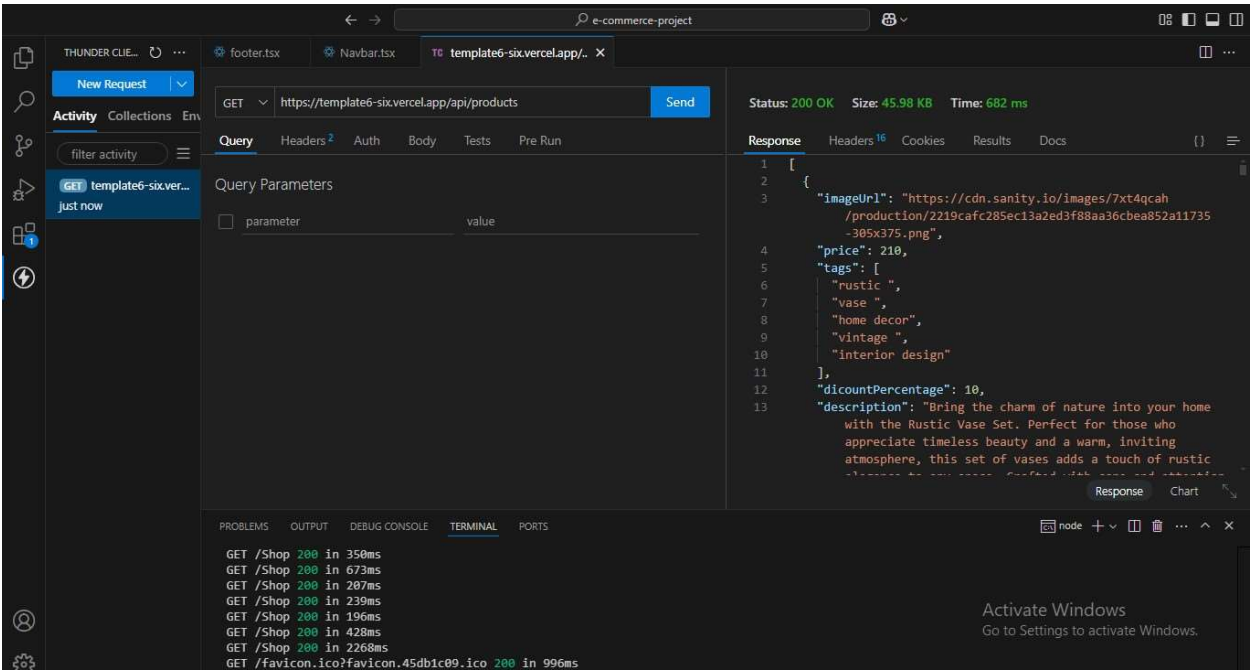 e-commerce-project
THUNDER CLIE...
footer.tsx
Navbar.tsx
TC template6-six.vercel.app/..
New Request
Activity Collections Env
filter activity
GET template6-six.ver...
just now
1
GET https://template6-six.vercel.app/api/products Send
Query Headers 2 Auth Body Tests Pre Run
Query Parameters
parameter value
Status: 200 OK Size: 45.98 KB Time: 682 ms
Response Headers 16 Cookies Results Docs {}
1 [
2 {
3 "imageUrl": "https://cdn.sanity.io/images/7xt4qcah
/production/2219cafc285ec13a2ed3f88aa36cbea852a11735
-305x375.png",
4 "price": 210,
5 "tags": [
6 "rustic ",
7 "vase ",
8 "home decor",
9 "vintage ",
10 "interior design"
11 ],
12 "dicountPercentage": 10,
13 "description": "Bring the charm of nature into your home
with the Rustic Vase Set. Perfect for those who
appreciate timeless beauty and a warm, inviting
atmosphere, this set of vases adds a touch of rustic
elegance to any space. Crafted with care and attention
Response Chart
PROBLEMS OUTPUT DEBUG CONSOLE TERMINAL PORTS
node
GET /Shop 200 in 350ms
GET /Shop 200 in 673ms
GET /Shop 200 in 207ms
GET /Shop 200 in 239ms
GET /Shop 200 in 196ms
GET /Shop 200 in 428ms
GET /Shop 200 in 2268ms
GET /favicon.ico?favicon.45db1c09.ico 200 in 996ms
Activate Windows
Go to Settings to activate Windows.